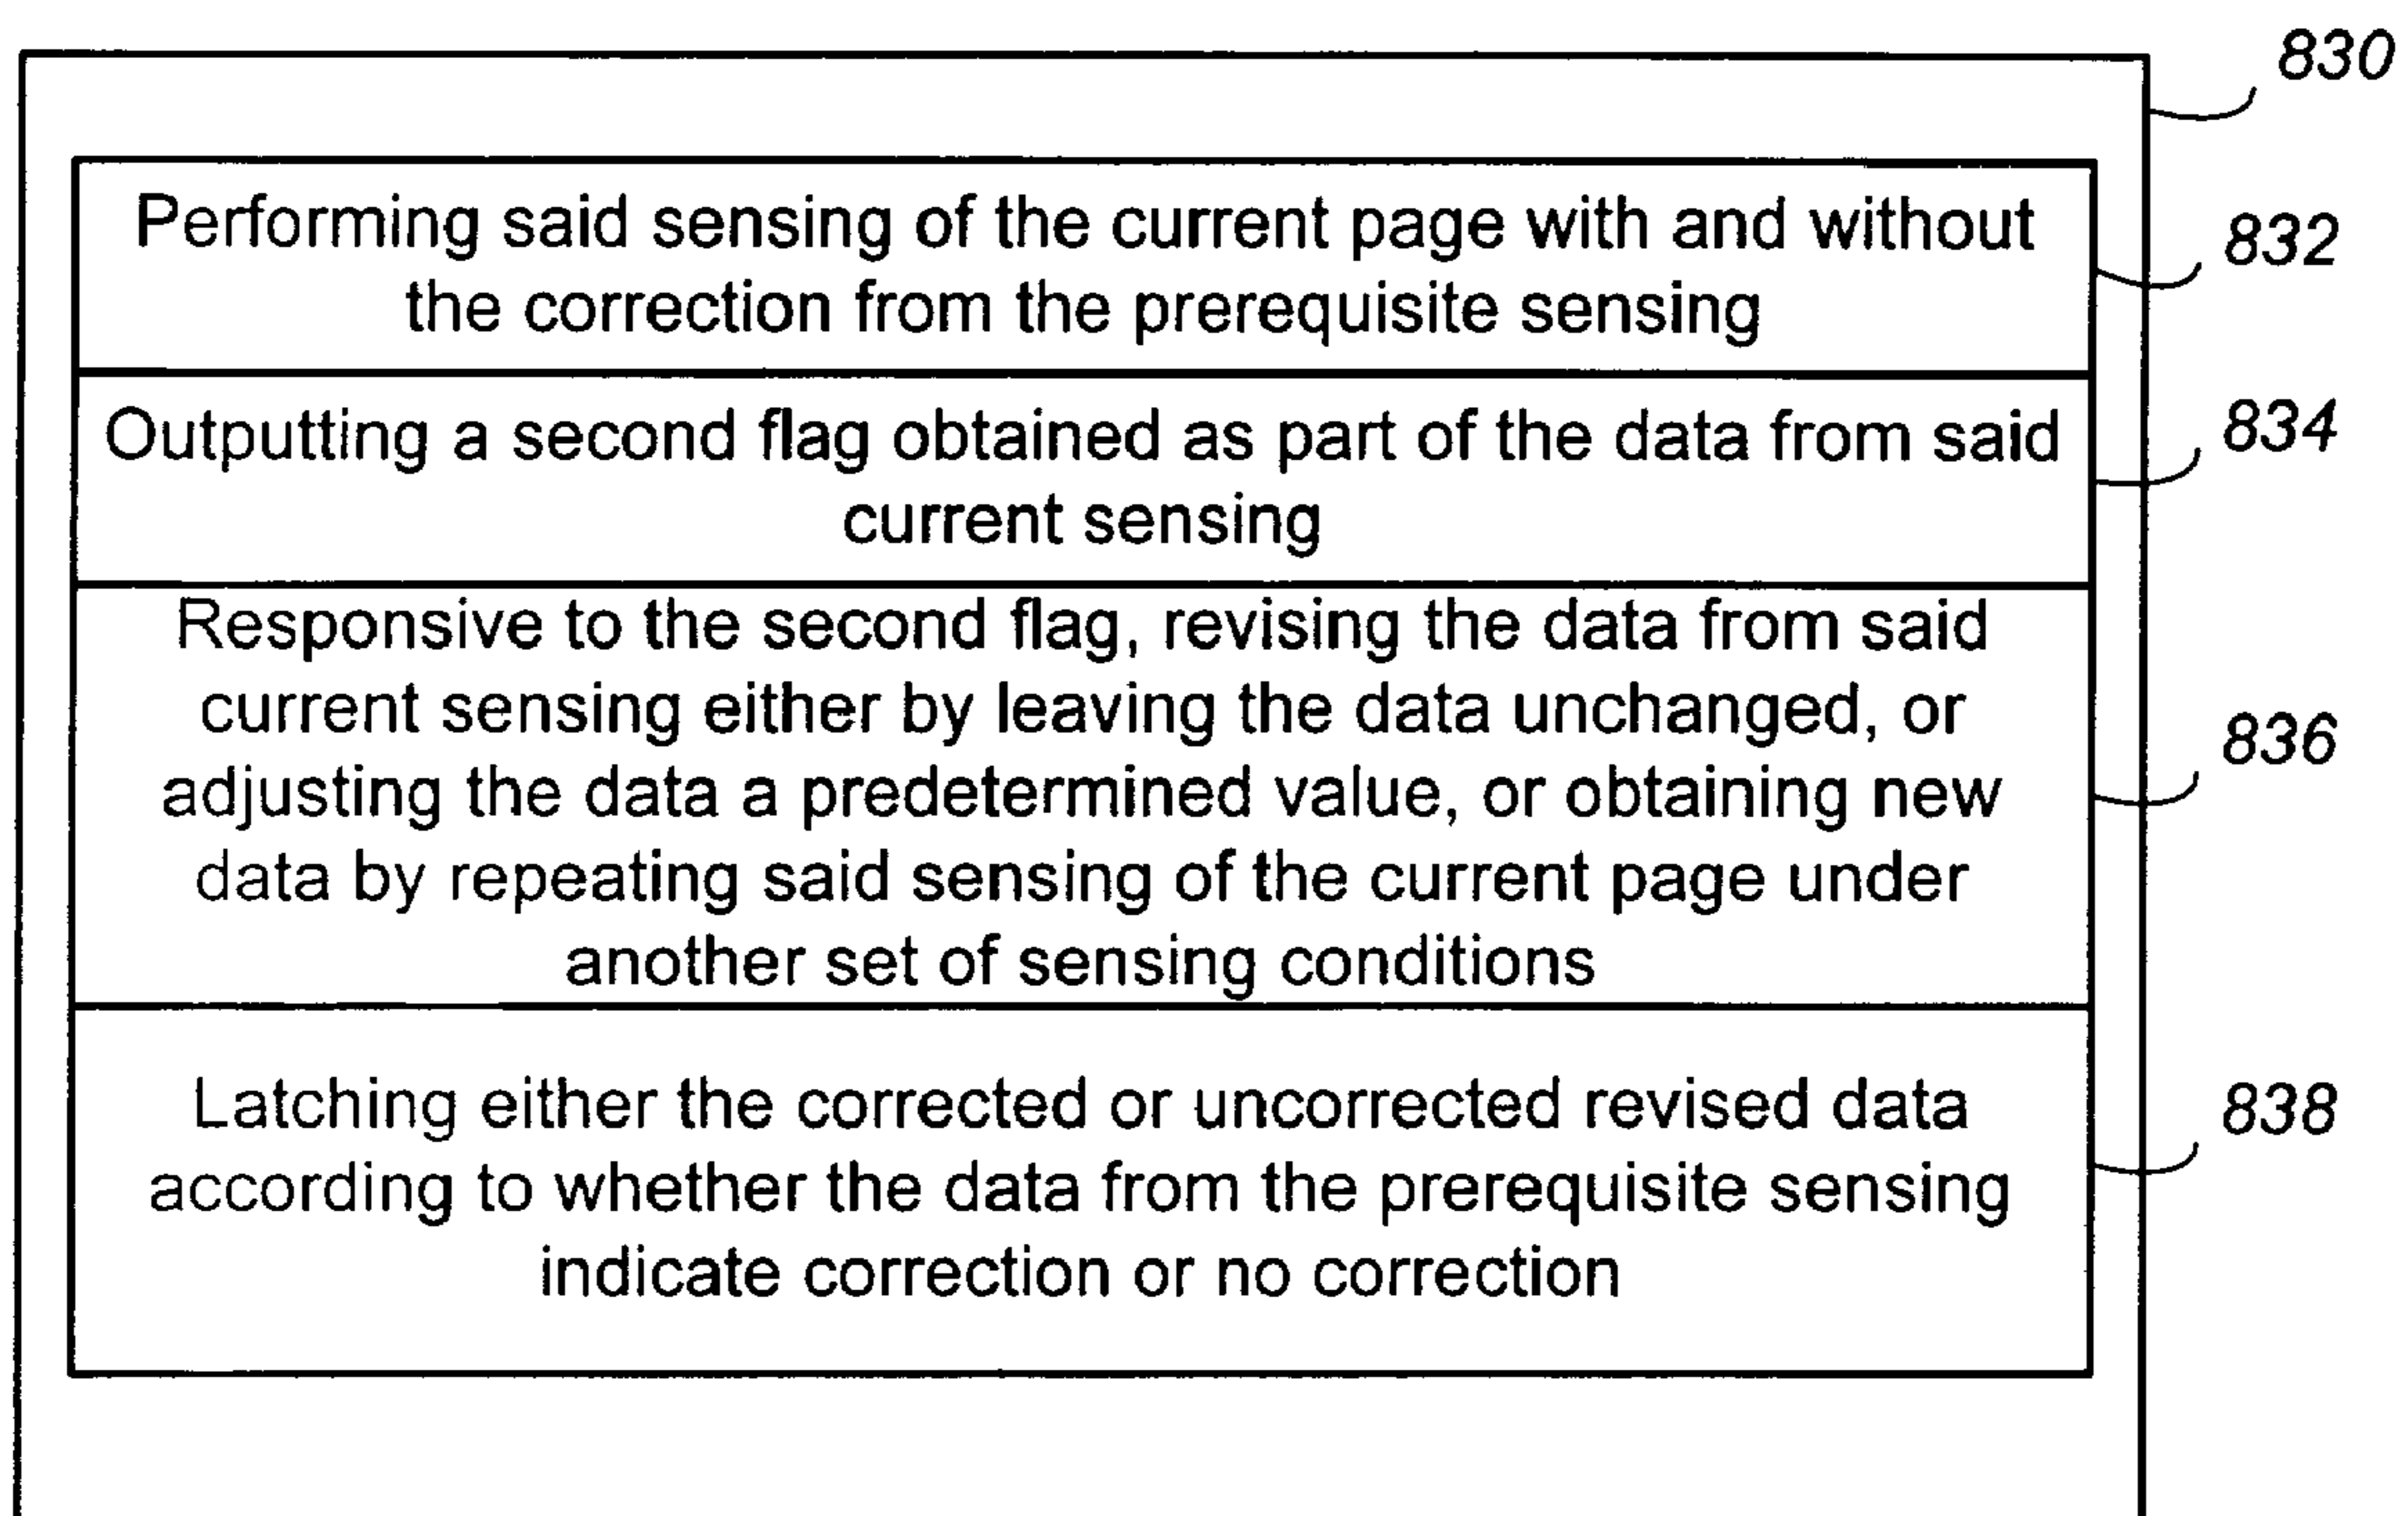 830
Performing said sensing of the current page with and without
the correction from the prerequisite sensing
832
Outputting a second flag obtained as part of the data from said
current sensing
834
Responsive to the second flag, revising the data from said
current sensing either by leaving the data unchanged, or
adjusting the data a predetermined value, or obtaining new
data by repeating said sensing of the current page under
another set of sensing conditions
836
Latching either the corrected or uncorrected revised data
according to whether the data from the prerequisite sensing
indicate correction or no correction
838